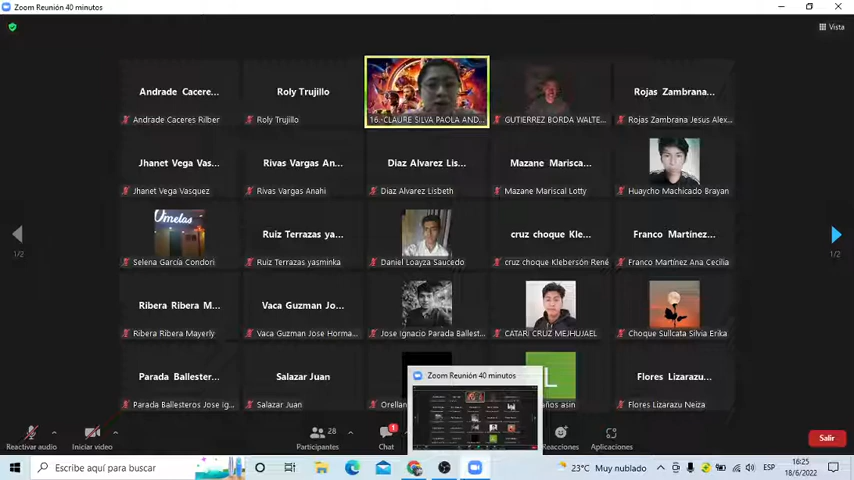 Zoom Reunión 40 minutos
Vista
Andrade Cacere...
Roly Trujillo
Rojas Zambrana...
Andrade Caceres Rilber
Roly Trujillo
16.-CLAURE SILVA PAOLA AND...
GUTIERREZ BORDA WALTE...
Rojas Zambrana Jesus Alex...
Jhanet Vega Vas...
Rivas Vargas An...
Diaz Alvarez Lis...
Mazane Marisca...
Jhanet Vega Vasquez
Rivas Vargas Anahi
Diaz Alvarez Lisbeth
Mazane Mariscal Lotty
Huaycho Machicado Brayan
Umelas
Ruiz Terrazas ya...
cruz choque Kle...
Franco Martínez...
1/2
1/2
Selena García Condori
Ruiz Terrazas yasminka
Daniel Loayza Saucedo
cruz choque Klebersón René
Franco Martínez Ana Cecilia
Ribera Ribera M...
Vaca Guzman Jo...
Ribera Ribera Mayerly
Vaca Guzman Jose Horma...
Jose Ignacio Parada Ballest...
CATARI CRUZ MEJHUJAEL
Choque Sullcata Silvia Erika
Parada Ballester...
Salazar Juan
Zoom Reunión 40 minutos
L
Flores Lizarazu...
Parada Ballesteros Jose Ig...
Salazar Juan
Orellan
ños asin
Flores Lizarazu Neiza
28
1
Reactivar audio
Iniciar video
Participantes
Chat
Reacciones
Aplicaciones
Salir
Escribe aquí para buscar
23°C Muy nublado
ESP
16:25
18/6/2022